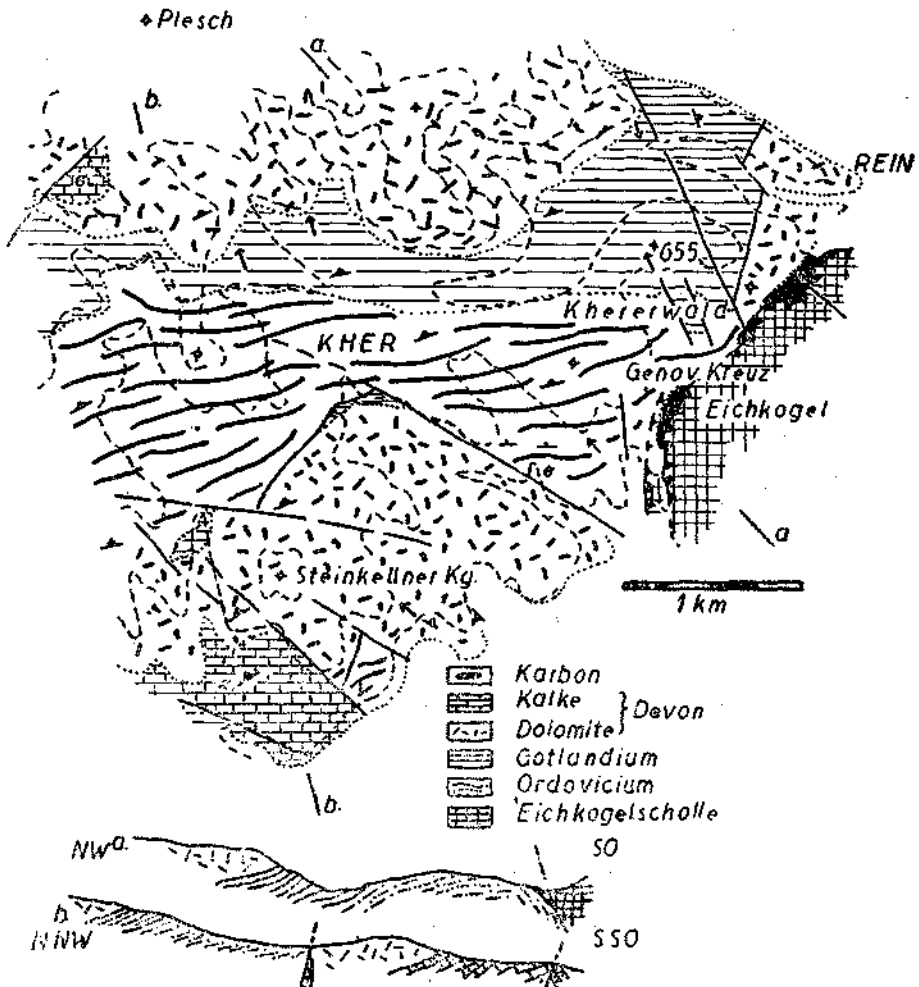 Plesch
a.
b.
REIN
655
Khererwald
KHER
Genov. Kreuz
Eichkogel
a
Steinkellner Kg.
1 km
Karbon
Kalke
Dolomite } Devon
Gotlandium
Ordovicium
Eichkogelscholle
b.
NW a. SO
b. NNW SSO